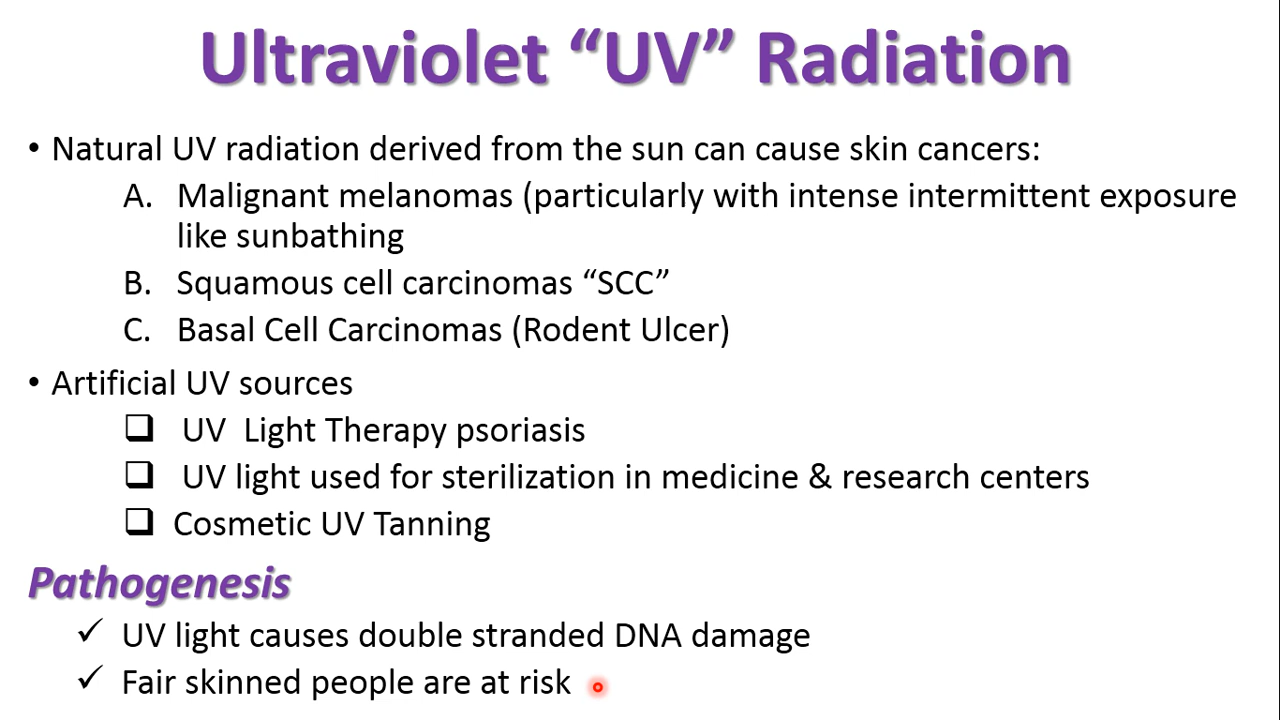 Ultraviolet “UV” Radiation
• Natural UV radiation derived from the sun can cause skin cancers:
A. Malignant melanomas (particularly with intense intermittent exposure
like sunbathing
B. Squamous cell carcinomas “SCC”
C. Basal Cell Carcinomas (Rodent Ulcer)
• Artificial UV sources
❑ UV Light Therapy psoriasis
❑ UV light used for sterilization in medicine & research centers
❑ Cosmetic UV Tanning
Pathogenesis
✓ UV light causes double stranded DNA damage
✓ Fair skinned people are at risk